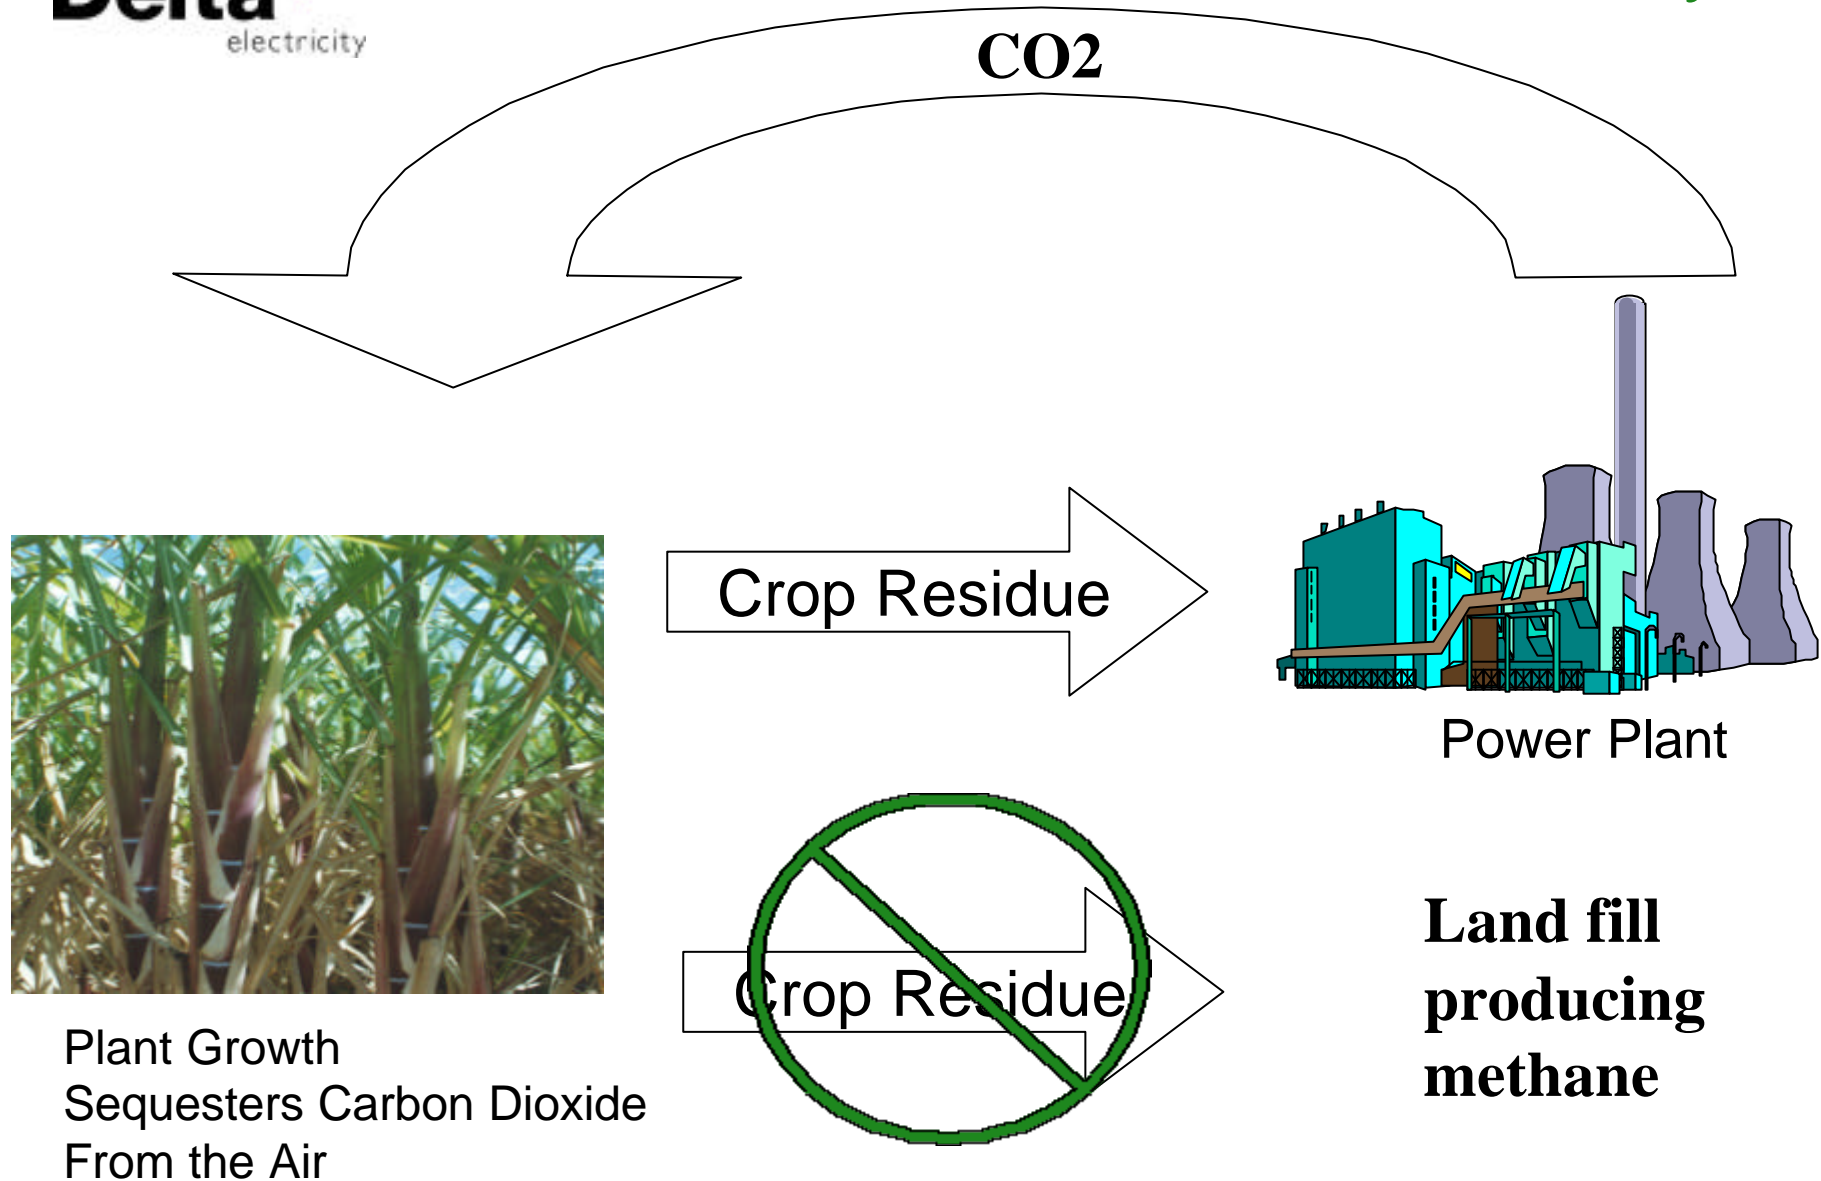 Delta
electricity
CO2
Crop Residue
Power Plant
Crop Residue
Land fill
producing
methane
Plant Growth
Sequesters Carbon Dioxide
From the Air